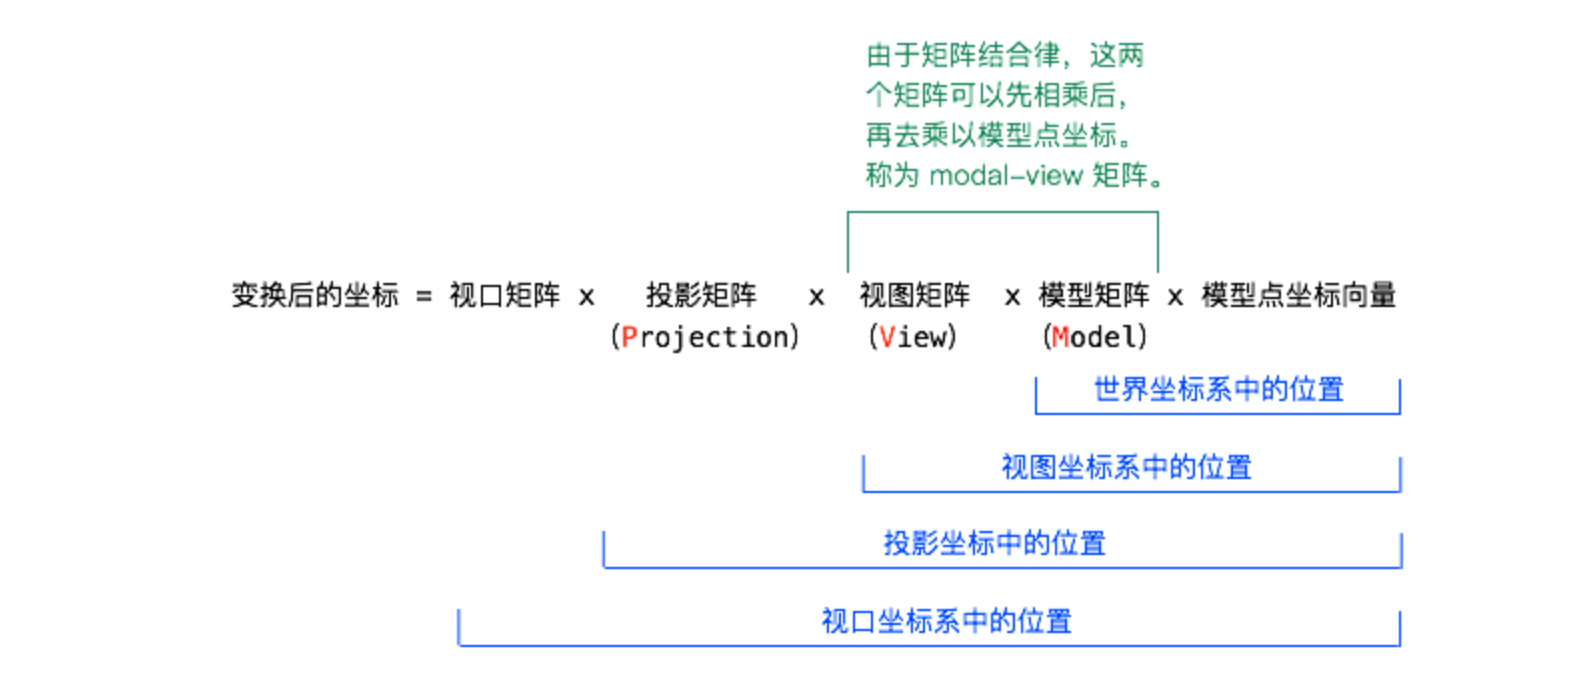 由于矩阵结合律，这两
个矩阵可以先相乘后，
再去乘以模型点坐标。
称为 modal-view 矩阵。
变换后的坐标 = 视口矩阵 x 投影矩阵 x 视图矩阵 x 模型矩阵 x 模型点坐标向量
(Projection) (View) (Model)
世界坐标系中的位置
视图坐标系中的位置
投影坐标中的位置
视口坐标系中的位置